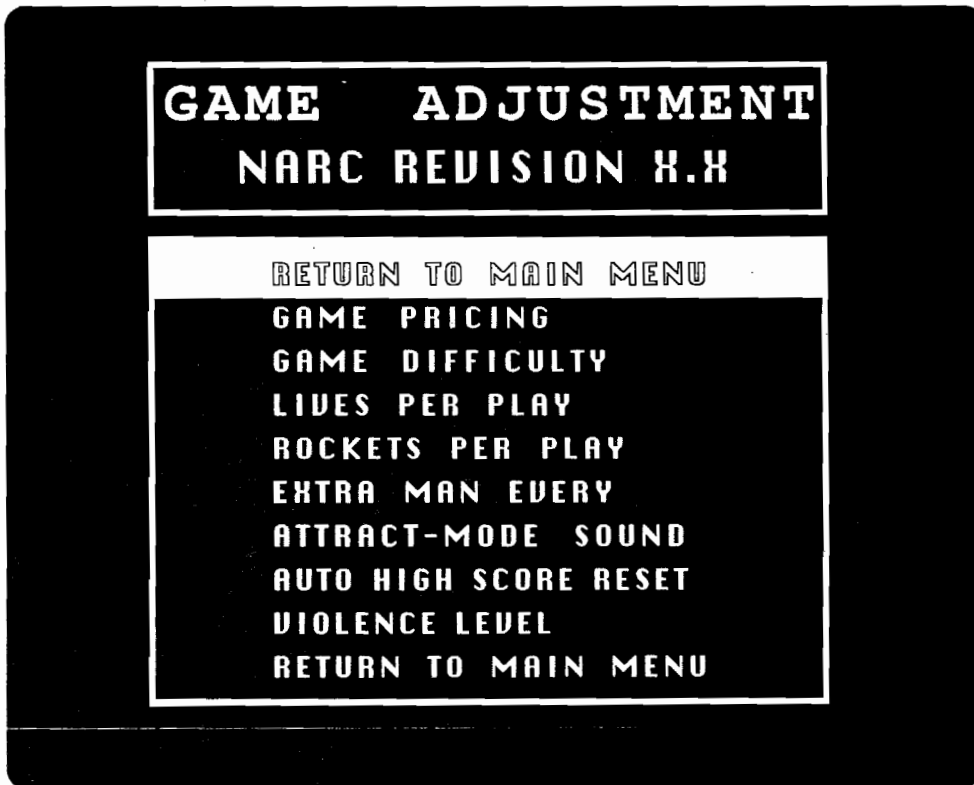 GAME ADJUSTMENT
NARC REVISION X.X
RETURN TO MAIN MENU
GAME PRICING
GAME DIFFICULTY
LIVES PER PLAY
ROCKETS PER PLAY
EXTRA MAN EVERY
ATTRACT-MODE SOUND
AUTO HIGH SCORE RESET
VIOLENCE LEVEL
RETURN TO MAIN MENU